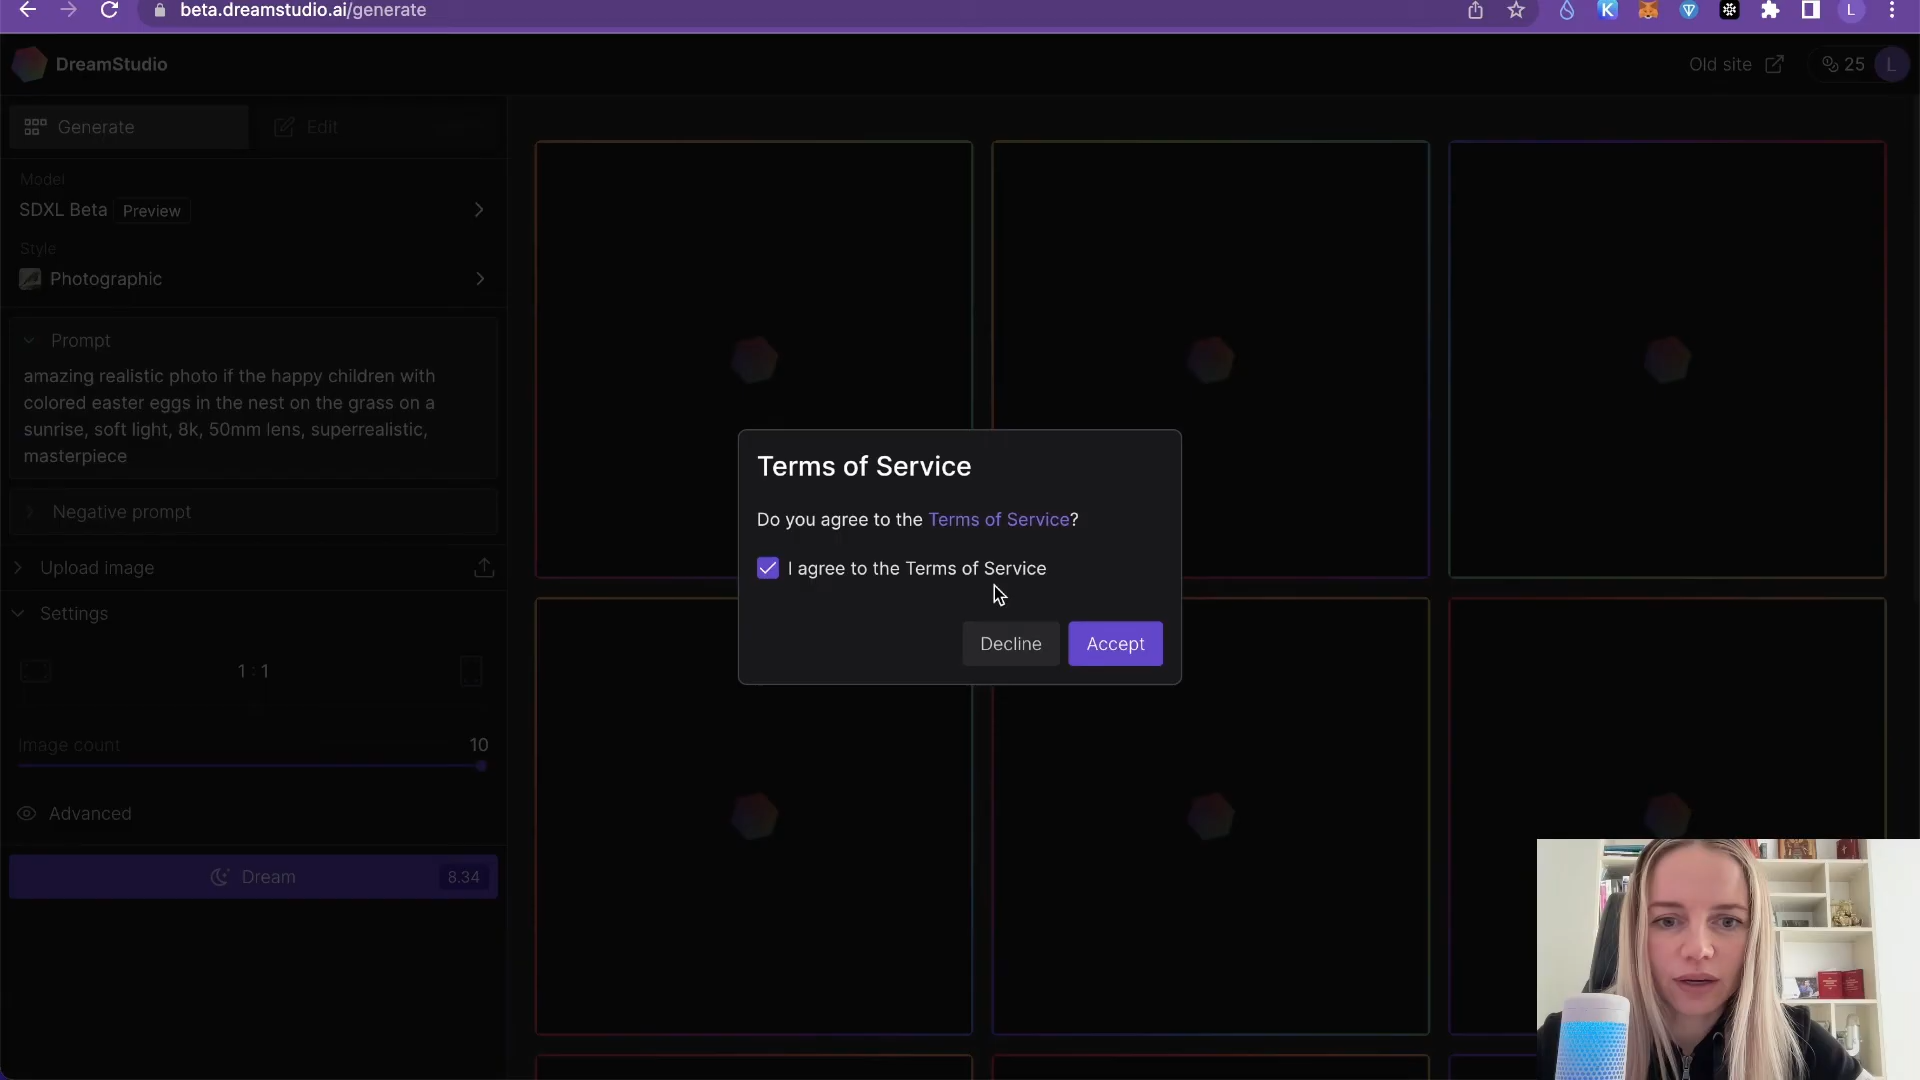 beta.dreamstudio.ai/generate
K
L
DreamStudio
Old site
25
L
Generate
Edit
Model
SDXL Beta
Preview
Style
Photographic
Prompt
amazing realistic photo if the happy children with
colored easter eggs in the nest on the grass on a
sunrise, soft light, 8k, 50mm lens, superrealistic,
masterpiece
Negative prompt
Upload image
Settings
1 : 1
Image count
10
Advanced
Dream
8.34
Terms of Service
Do you agree to the Terms of Service?
I agree to the Terms of Service
Decline
Accept